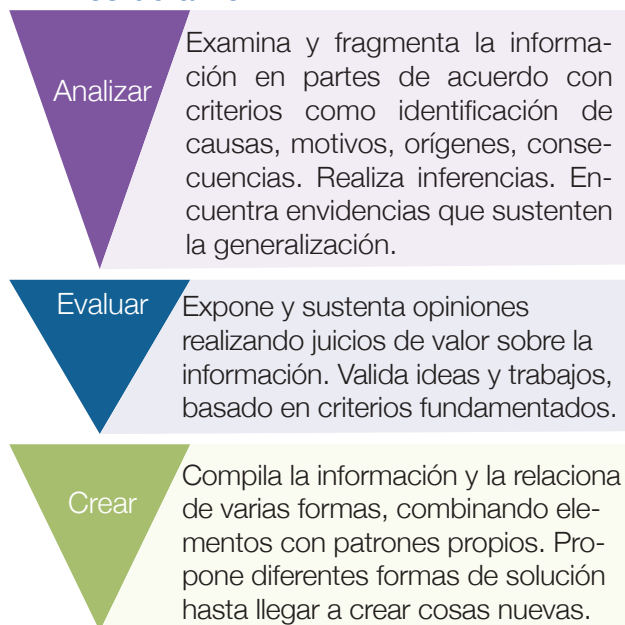 Analizar
Examina y fragmenta la informa-
ción en partes de acuerdo con
criterios como identificación de
causas, motivos, orígenes, conse-
cuencias. Realiza inferencias. En-
cuentra envidencias que sustenten
la generalización.
Evaluar
Expone y sustenta opiniones
realizando juicios de valor sobre la
información. Valida ideas y trabajos,
basado en criterios fundamentados.
Crear
Compila la información y la relaciona
de varias formas, combinando ele-
mentos con patrones propios. Pro-
pone diferentes formas de solución
hasta llegar a crear cosas nuevas.